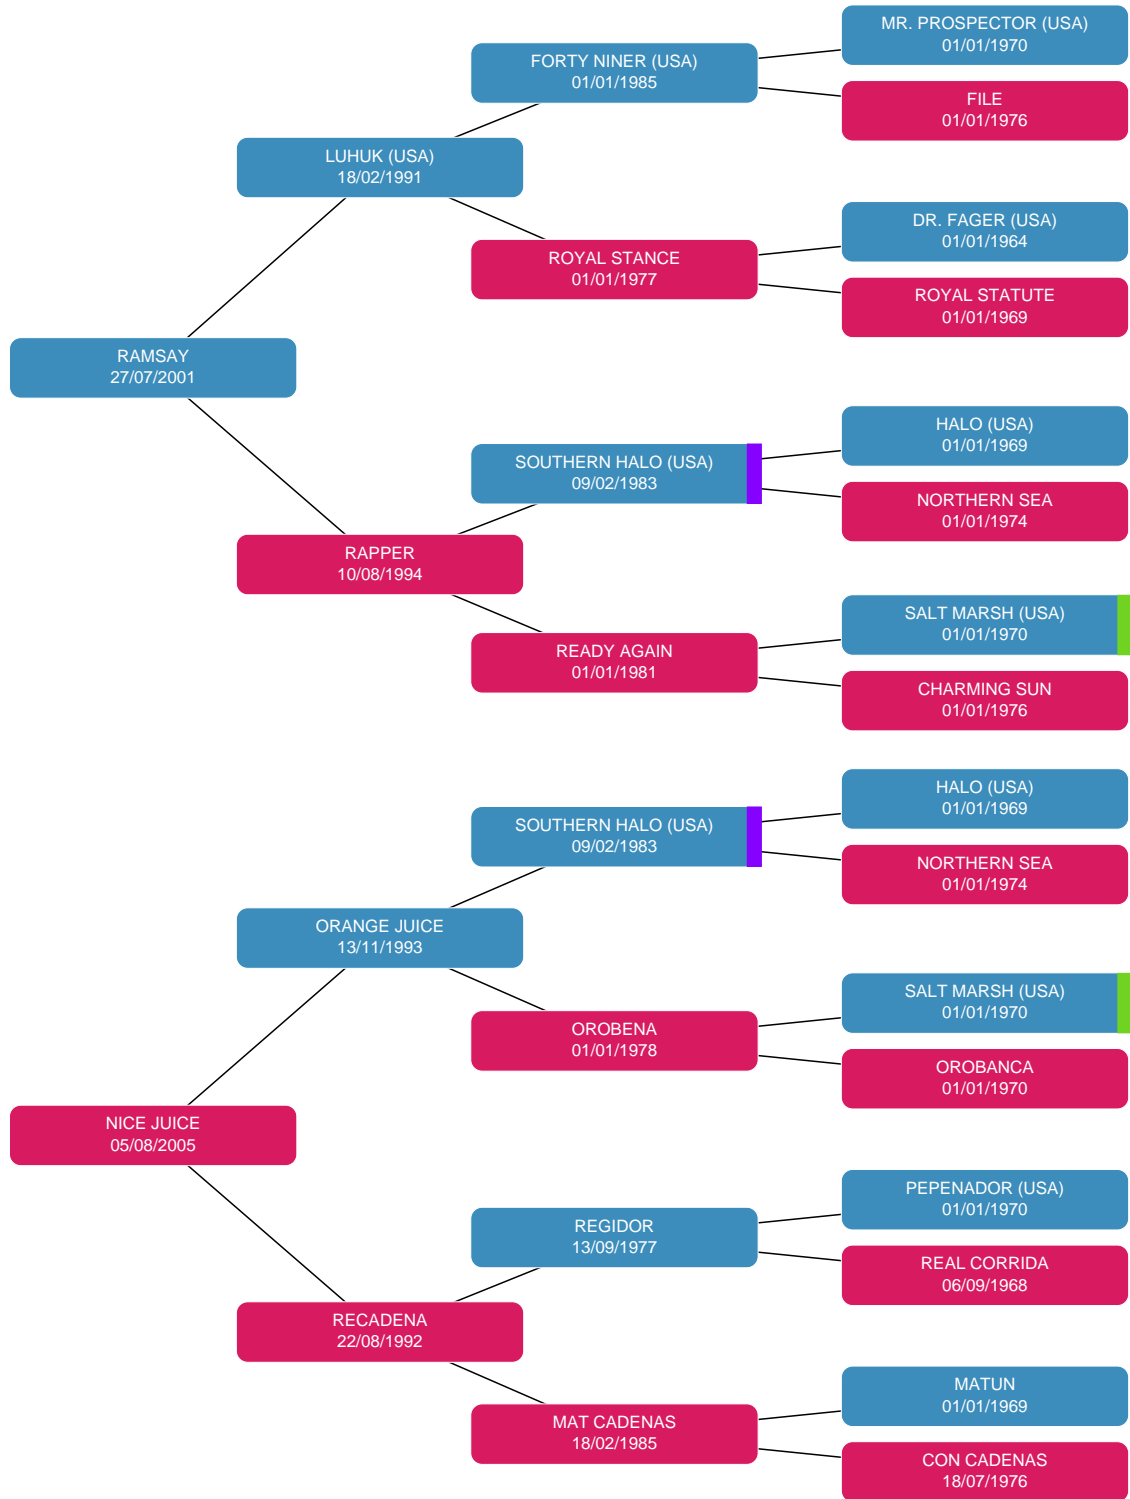 MR. PROSPECTOR (USA)
01/01/1970
FORTY NINER (USA)
01/01/1985
FILE
01/01/1976
LUHUK (USA)
18/02/1991
DR. FAGER (USA)
01/01/1964
ROYAL STANCE
01/01/1977
ROYAL STATUTE
01/01/1969
RAMSAY
27/07/2001
HALO (USA)
01/01/1969
SOUTHERN HALO (USA)
09/02/1983
NORTHERN SEA
01/01/1974
RAPPER
10/08/1994
SALT MARSH (USA)
01/01/1970
READY AGAIN
01/01/1981
CHARMING SUN
01/01/1976
HALO (USA)
01/01/1969
SOUTHERN HALO (USA)
09/02/1983
NORTHERN SEA
01/01/1974
ORANGE JUICE
13/11/1993
SALT MARSH (USA)
01/01/1970
OROBENA
01/01/1978
OROBANCA
01/01/1970
NICE JUICE
05/08/2005
PEPENADOR (USA)
01/01/1970
REGIDOR
13/09/1977
REAL CORRIDA
06/09/1968
RECADENA
22/08/1992
MATUN
01/01/1969
MAT CADENAS
18/02/1985
CON CADENAS
18/07/1976